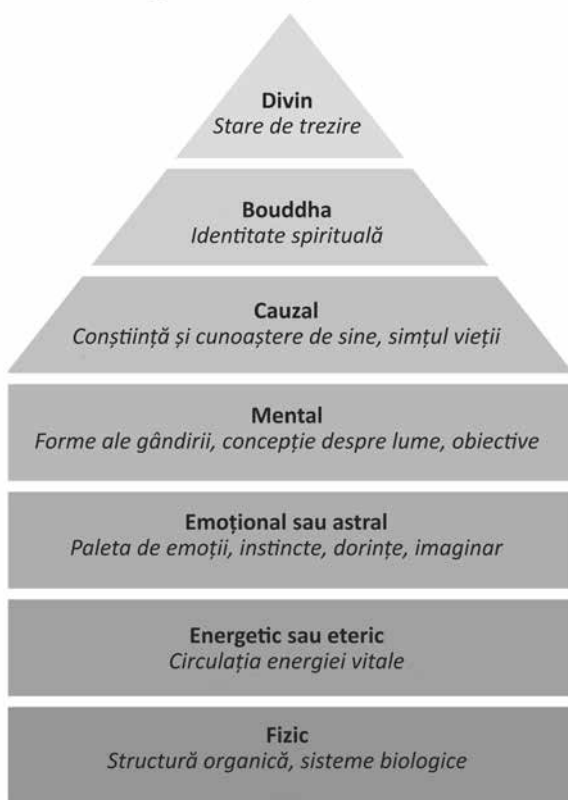 Divin
Stare de trezire
Bouddha
Identitate spirituală
Cauzal
Conștiință și cunoaștere de sine, simțul vieții
Mental
Forme ale gândirii, concepție despre lume, obiective
Emoțional sau astral
Paleta de emoții, instincte, dorințe, imaginar
Energetic sau eteric
Circulația energiei vitale
Fizic
Structură organică, sisteme biologice